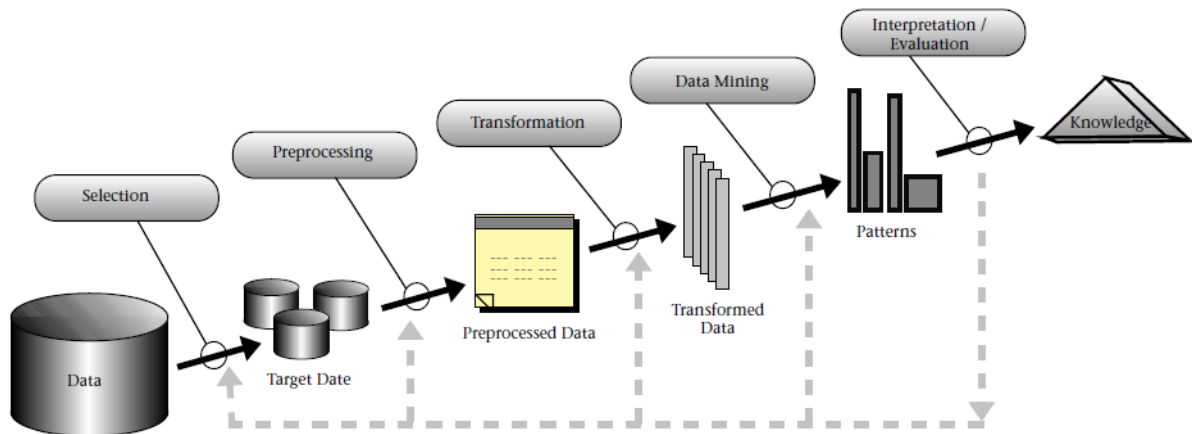 Interpretation /
Evaluation
Data Mining
Transformation
Preprocessing
Selection
Data
Target Date
Preprocessed Data
Transformed
Data
Patterns
Knowledge